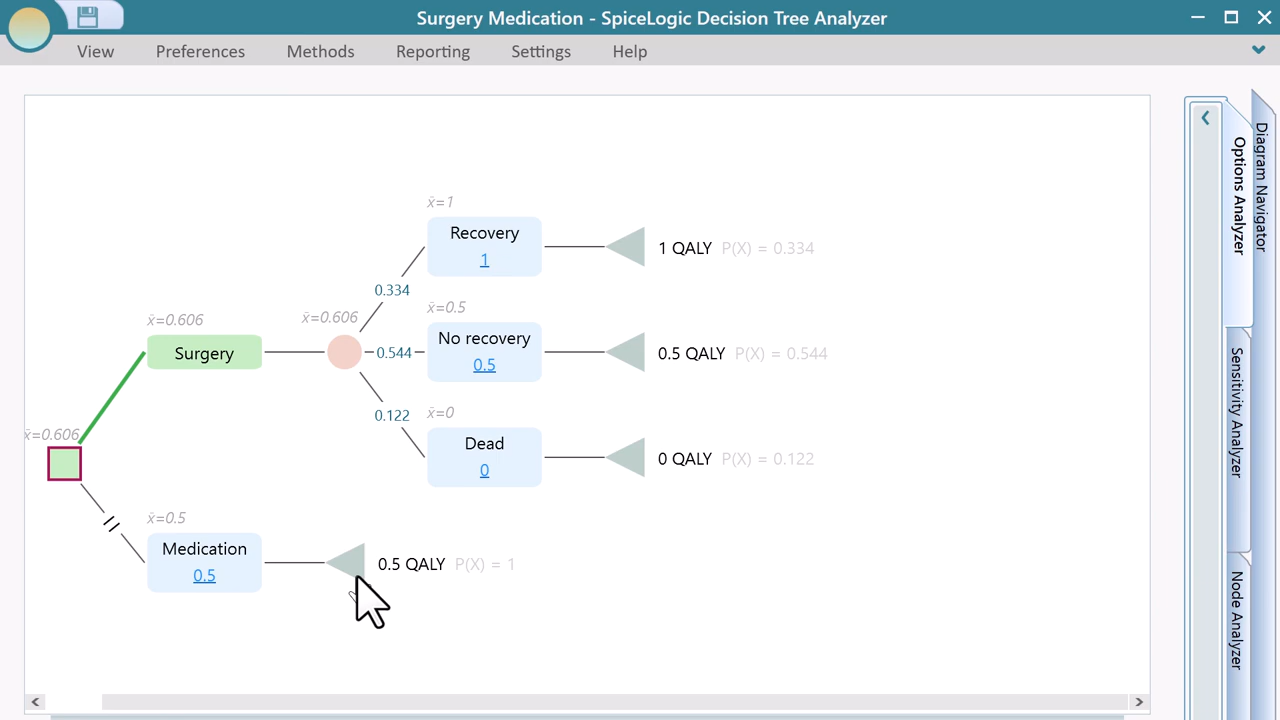 Surgery Medication - SpiceLogic Decision Tree Analyzer
View Preferences Methods Reporting Settings Help
x̄=1
Recovery
1
1 QALY P(X) = 0.334
0.334
x̄=0.5
x̄=0.606
x̄=0.606
No recovery
0.5
0.5 QALY P(X) = 0.544
Surgery
0.544
0.122
x̄=0
x̄=0.606
Dead
0
0 QALY P(X) = 0.122
x̄=0.5
Medication
0.5
0.5 QALY P(X) = 1
Diagram Navigator
Options Analyzer
Sensitivity Analyzer
Node Analyzer